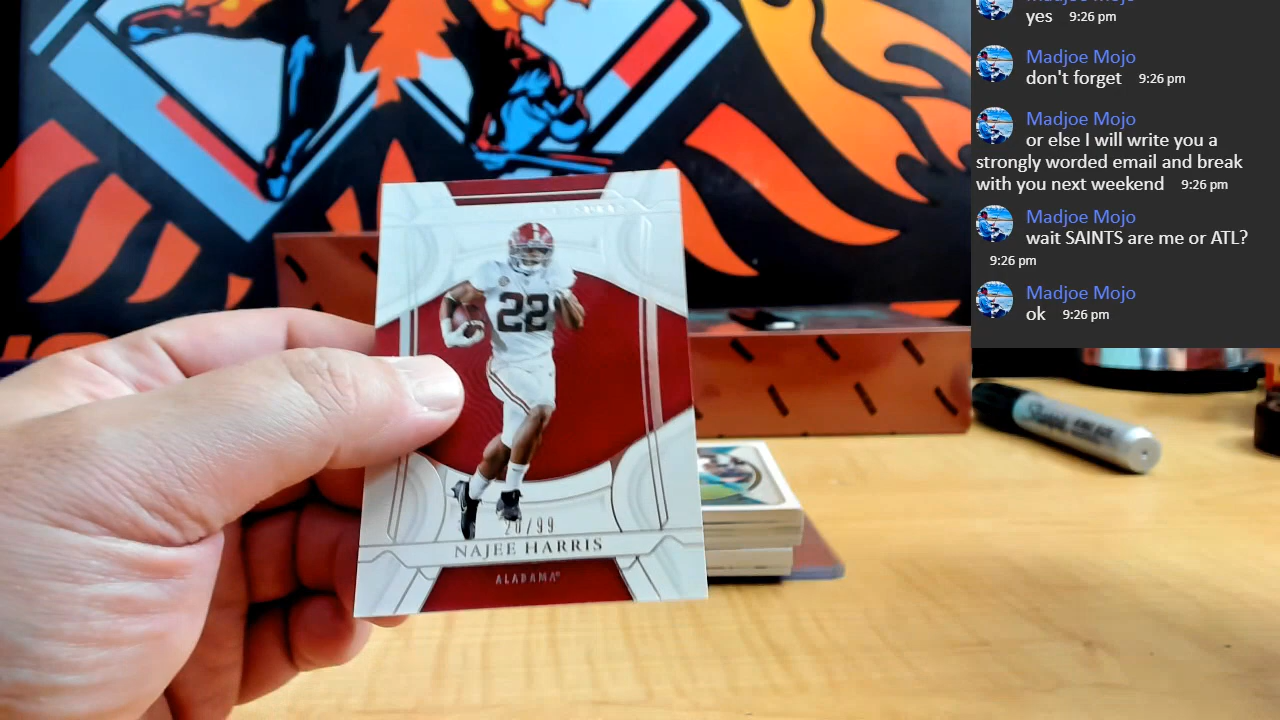 yes 9:26 pm
Madjoe Mojo
don't forget 9:26 pm
Madjoe Mojo
or else I will write you a
strongly worded email and break
with you next weekend 9:26 pm
Madjoe Mojo
wait SAINTS are me or ATL?
9:26 pm
Madjoe Mojo
ok 9:26 pm
22
/99
NAJEE HARRIS
ALABAMA
Sharpie